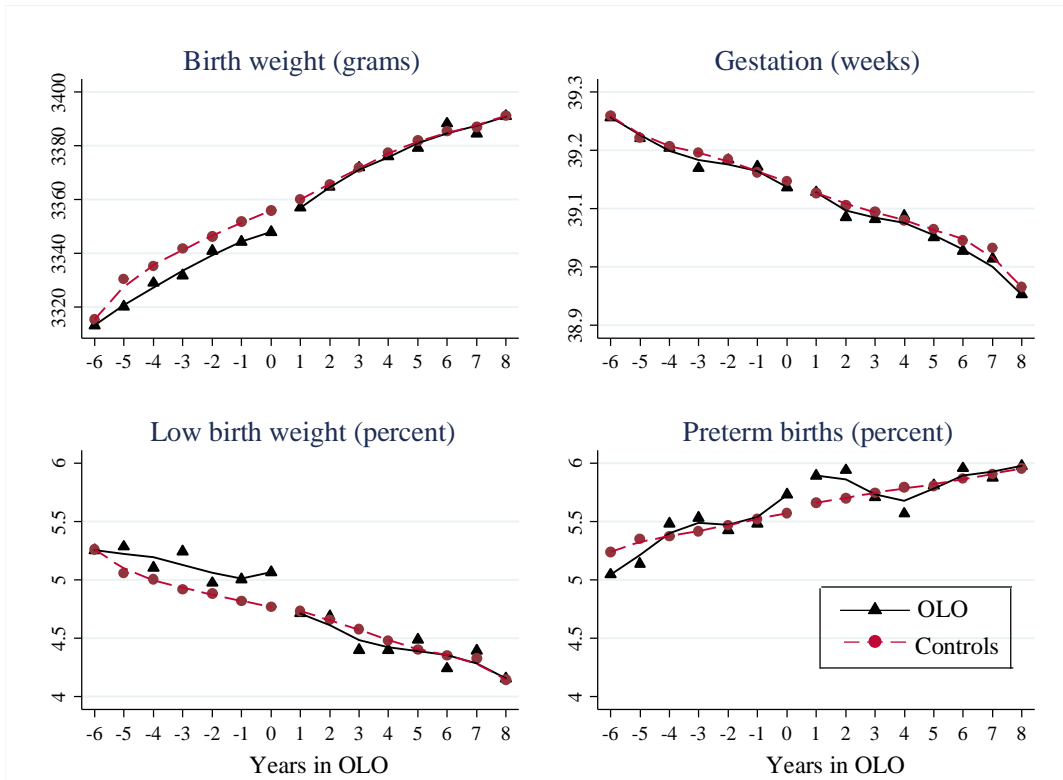 Birth weight (grams)
3400
3380
3360
3340
3320
-6 -5 -4 -3 -2 -1 0 1 2 3 4 5 6 7 8
Gestation (weeks)
39.3
39.2
39.1
39
38.9
-6 -5 -4 -3 -2 -1 0 1 2 3 4 5 6 7 8
Low birth weight (percent)
6
5.5
5
4.5
4
-6 -5 -4 -3 -2 -1 0 1 2 3 4 5 6 7 8
Years in OLO
Preterm births (percent)
6
5.5
5
4.5
4
OLO
Controls
-6 -5 -4 -3 -2 -1 0 1 2 3 4 5 6 7 8
Years in OLO